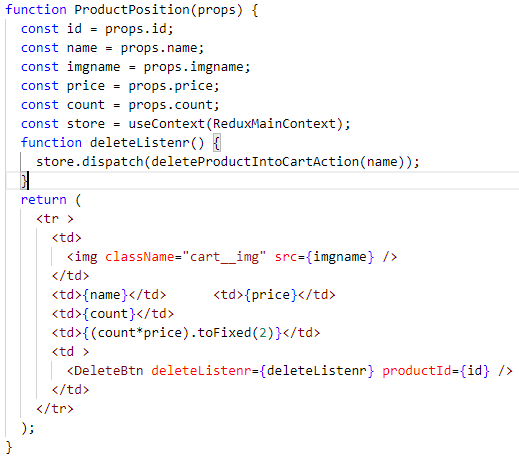 function ProductPosition(props) {
  const id = props.id;
  const name = props.name;
  const imgname = props.imgname;
  const price = props.price;
  const count = props.count;
  const store = useContext(ReduxMainContext);
  function deleteListenr() {
    store.dispatch(deleteProductIntoCartAction(name));
  }
  return (
    <tr >
      <td>
        <img className="cart__img" src={imgname} />
      </td>
      <td>{name}</td>      <td>{price}</td>
      <td>{count}</td>
      <td>{(count*price).toFixed(2)}</td>
      <td >
        <DeleteBtn deleteListenr={deleteListenr} productId={id} />
      </td>
    </tr>
  );
}